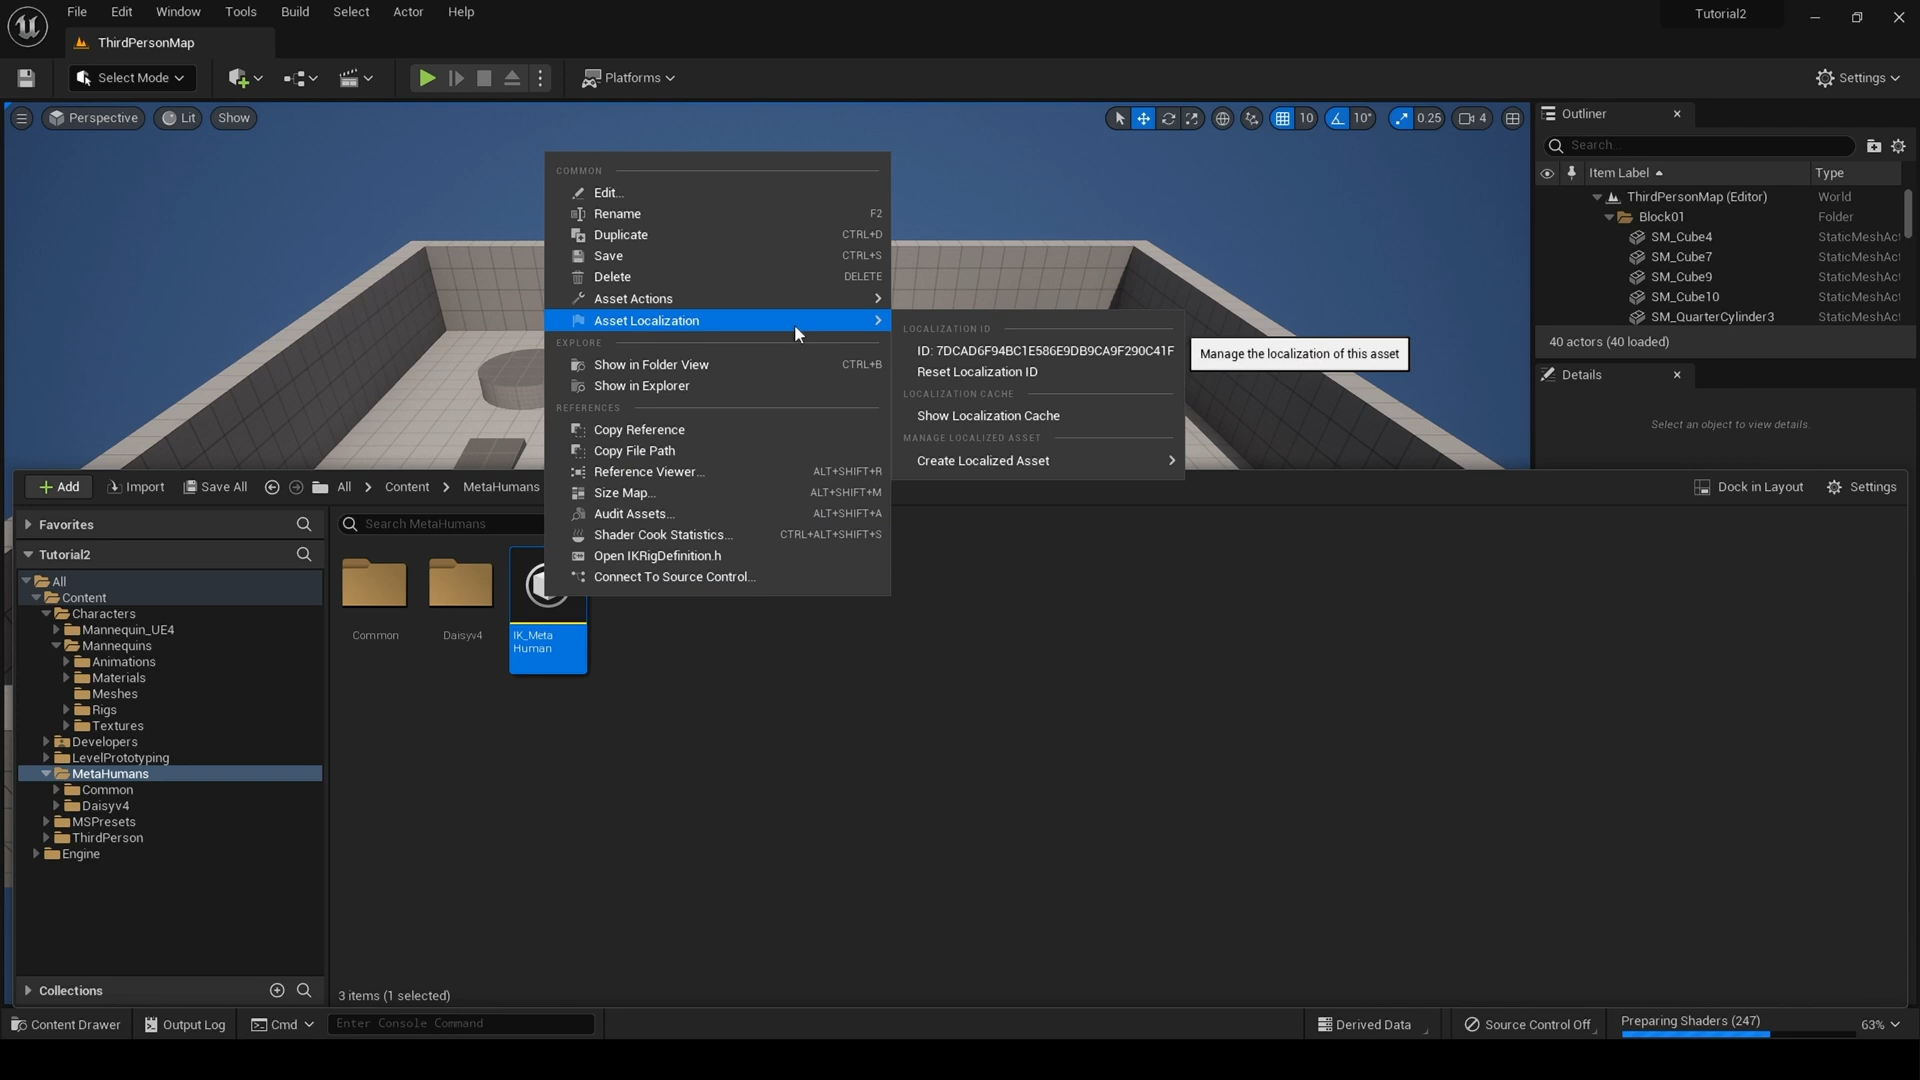 File Edit Window Tools Build Select Actor Help
Tutorial2
ThirdPersonMap
Select Mode
Platforms
Settings
Perspective
Lit
Show
10
10°
0.25
4
Outliner
Search...
Item Label
Type
ThirdPersonMap (Editor) World
Block01 Folder
SM_Cube4 StaticMeshAct
SM_Cube7 StaticMeshAct
SM_Cube9 StaticMeshAct
SM_Cube10 StaticMeshAct
SM_QuarterCylinder3 StaticMeshAct
40 actors (40 loaded)
Details
Select an object to view details.
COMMON
Edit...
Rename F2
Duplicate CTRL+D
Save CTRL+S
Delete DELETE
Asset Actions
Asset Localization
EXPLORE
Show in Folder View CTRL+B
Show in Explorer
REFERENCES
Copy Reference
Copy File Path
Reference Viewer... ALT+SHIFT+R
Size Map... ALT+SHIFT+M
Audit Assets... ALT+SHIFT+A
Shader Cook Statistics... CTRL+ALT+SHIFT+S
Open IKRigDefinition.h
Connect To Source Control...
LOCALIZATION ID
ID: 7DCAD6F94BC1E586E9DB9CA9F290C41F
Reset Localization ID
LOCALIZATION CACHE
Show Localization Cache
MANAGE LOCALIZED ASSET
Create Localized Asset
Manage the localization of this asset
Add
Import
Save All
All
Content
MetaHumans
Dock in Layout
Settings
Favorites
Tutorial2
All
Content
Characters
Mannequin_UE4
Mannequins
Animations
Materials
Meshes
Rigs
Textures
Developers
LevelPrototyping
MetaHumans
Common
Daisyv4
MSPresets
ThirdPerson
Engine
Collections
Search MetaHumans
Common
Daisyv4
IK_Meta
Human
3 items (1 selected)
Content Drawer
Output Log
Cmd
Enter Console Command
Derived Data
Source Control Off
Preparing Shaders (247)
63%